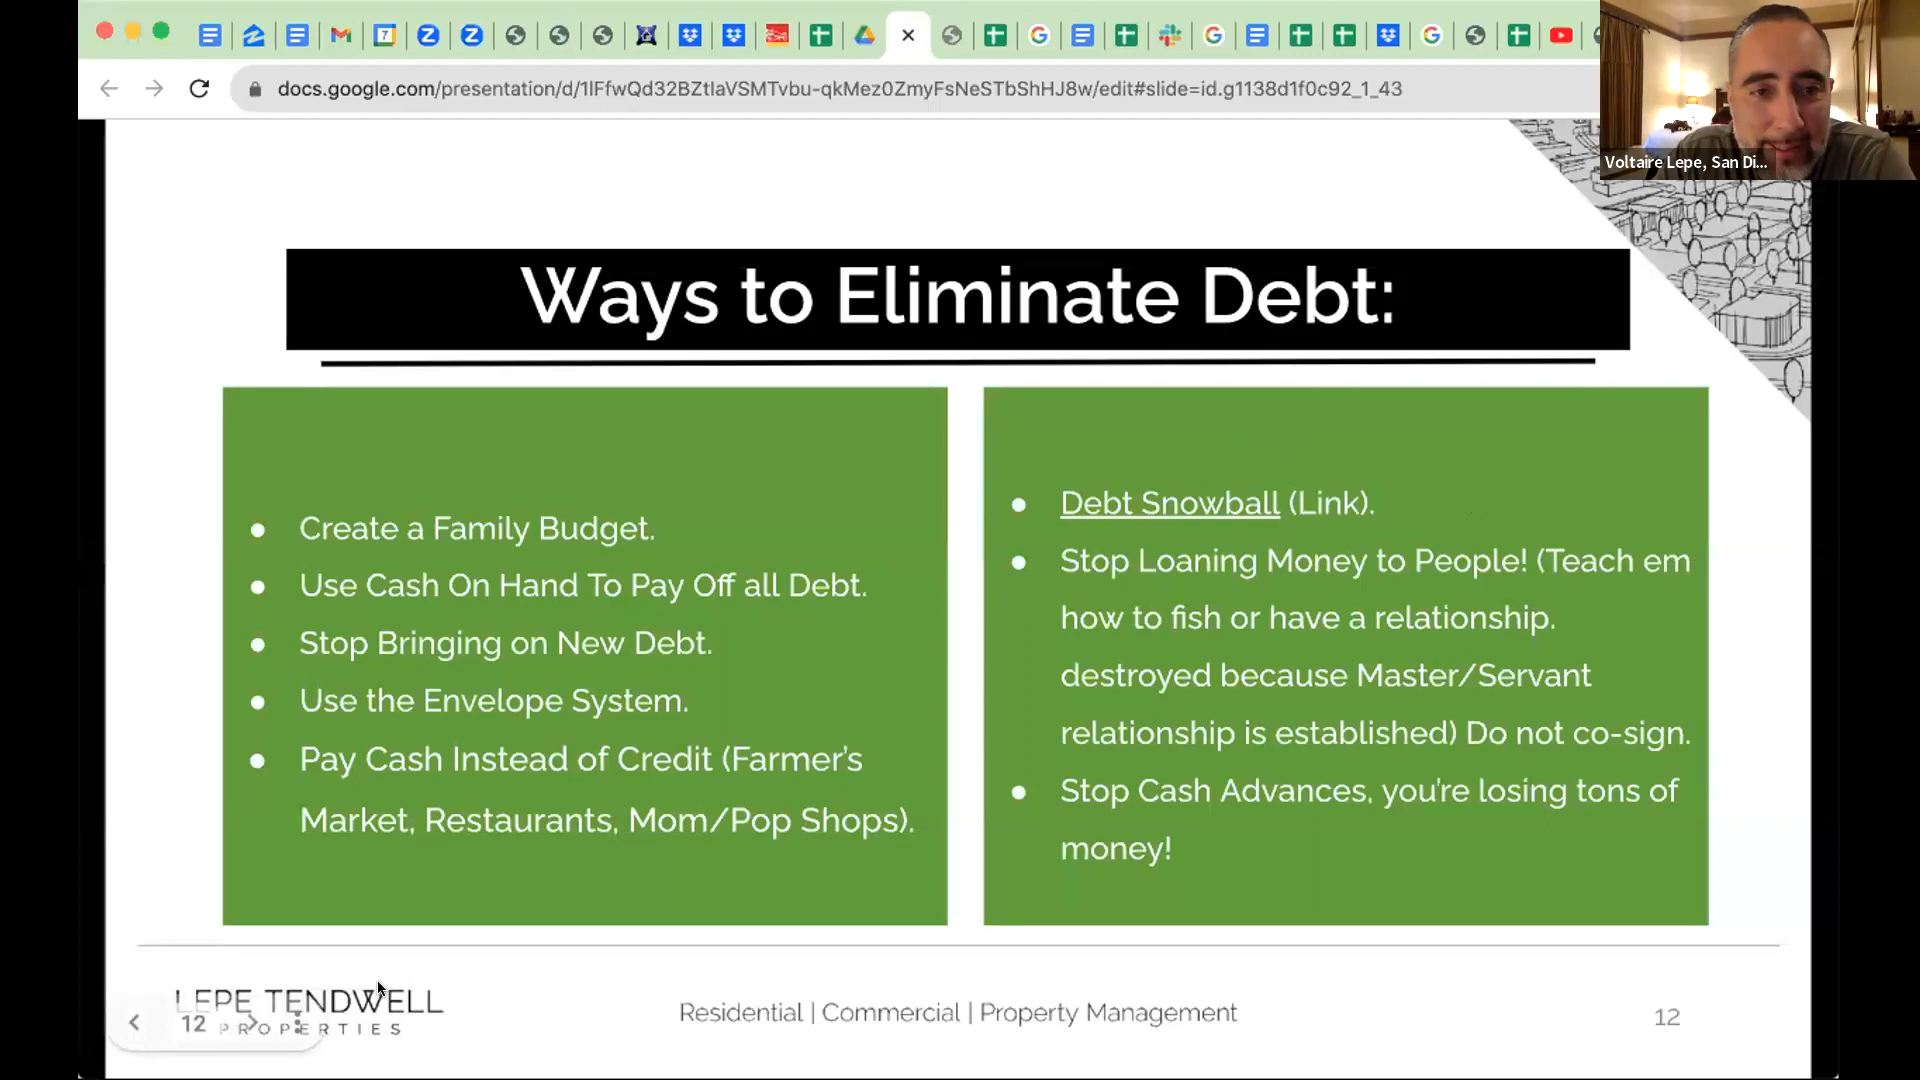 7
docs.google.com/presentation/d/1lFfwQd32BZtlaVSMTvbu-qkMez0ZmyFsNeSTbShHJ8w/edit#slide=id.g1138d1f0c92_1_43
Voltaire Lepe, San Di...
Ways to Eliminate Debt:
● Create a Family Budget.
● Use Cash On Hand To Pay Off all Debt.
● Stop Bringing on New Debt.
● Use the Envelope System.
● Pay Cash Instead of Credit (Farmer's
Market, Restaurants, Mom/Pop Shops).
● Debt Snowball (Link).
● Stop Loaning Money to People! (Teach em
how to fish or have a relationship.
destroyed because Master/Servant
relationship is established) Do not co-sign.
● Stop Cash Advances, you're losing tons of
money!
LEPE TENDWELL
PROPERTIES
12
Residential | Commercial | Property Management
12